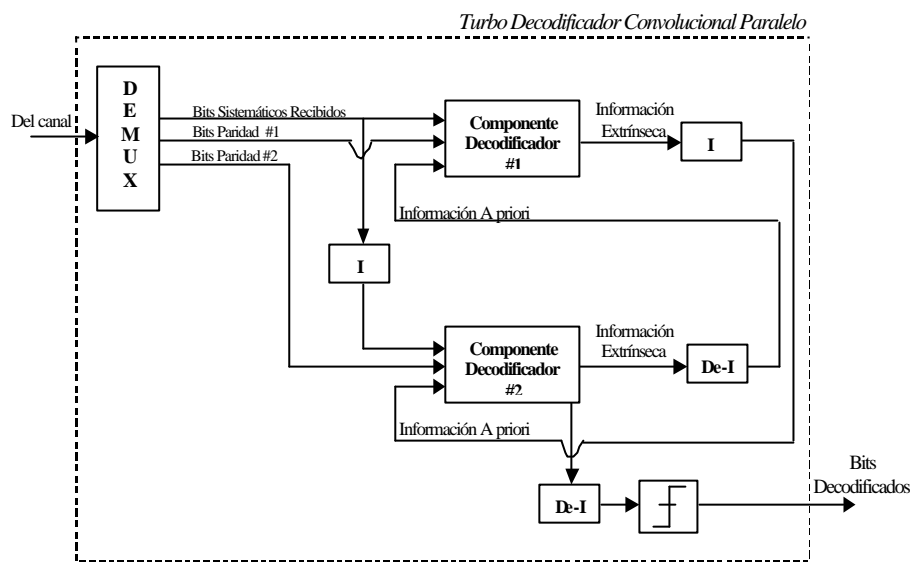 Turbo Decodificador Convolucional Paralelo
Del canal
D
E
M
U
X
Bits Sistemáticos Recibidos
Bits Paridad #1
Bits Paridad #2
Componente
Decodificador
#1
Información
Extrínseca
I
Información A priori
I
Componente
Decodificador
#2
Información
Extrínseca
De-I
Información A priori
De-I
Bits
Decodificados